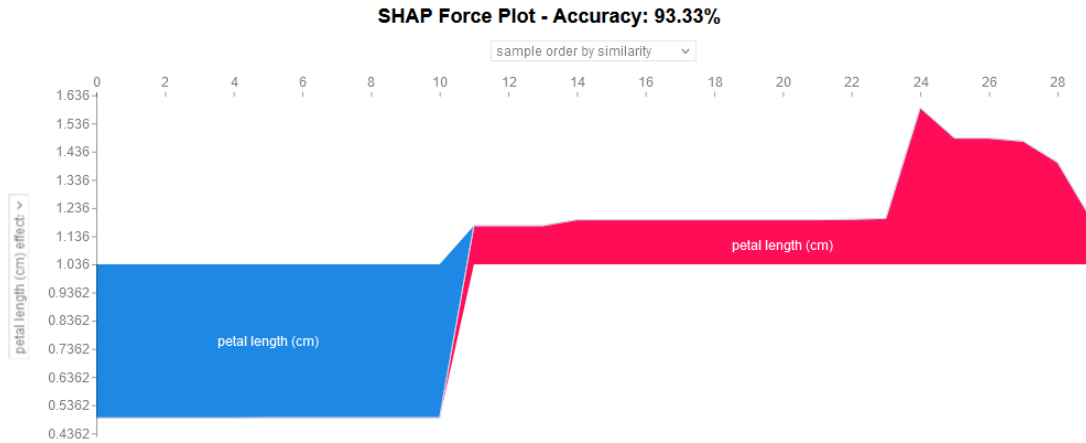 SHAP Force Plot - Accuracy: 93.33%
sample order by similarity
0 2 4 6 8 10 12 14 16 18 20 22 24 26 28
1.636
1.536
1.436
1.336
1.236
1.136
1.036
0.9362
0.8362
0.7362
0.6362
0.5362
0.4362
petal length (cm) effect
petal length (cm)
petal length (cm)